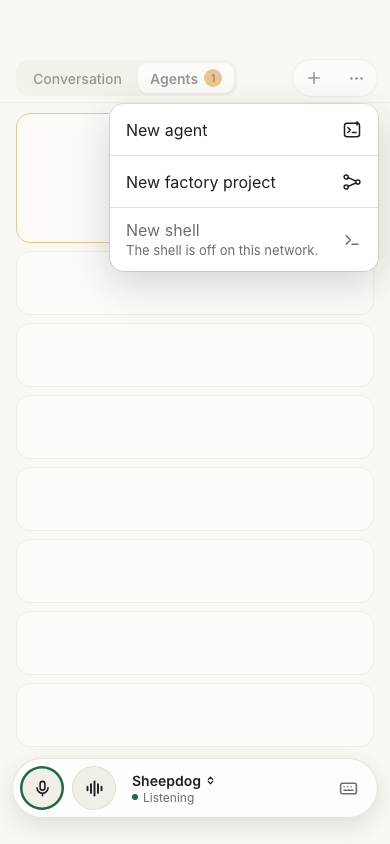 Conversation
Agents 1
New agent
New factory project
New shell
The shell is off on this network.
Sheepdog
Listening